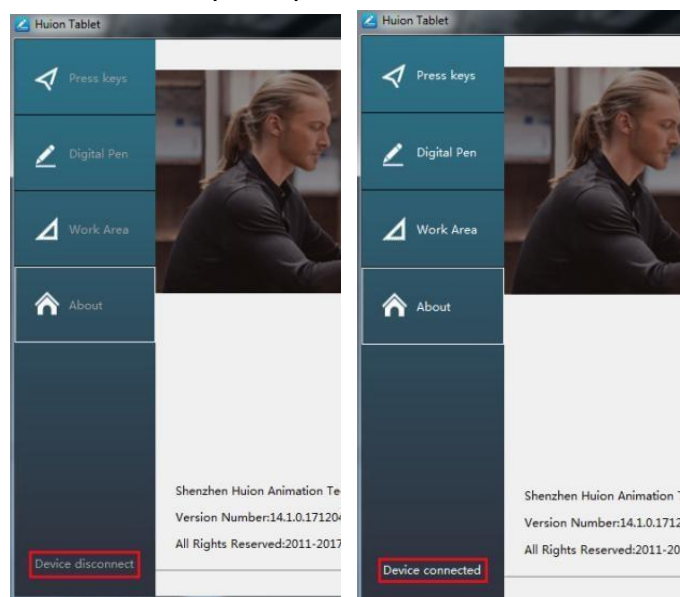 Huion Tablet
Press keys
Digital Pen
Work Area
About
Shenzhen Huion Animation Te
Version Number:14.1.0.171204
All Rights Reserved:2011-2017
Device disconnect
Huion Tablet
Press keys
Digital Pen
Work Area
About
Shenzhen Huion Animation
Version Number:14.1.0.1712
All Rights Reserved:2011-20
Device connected